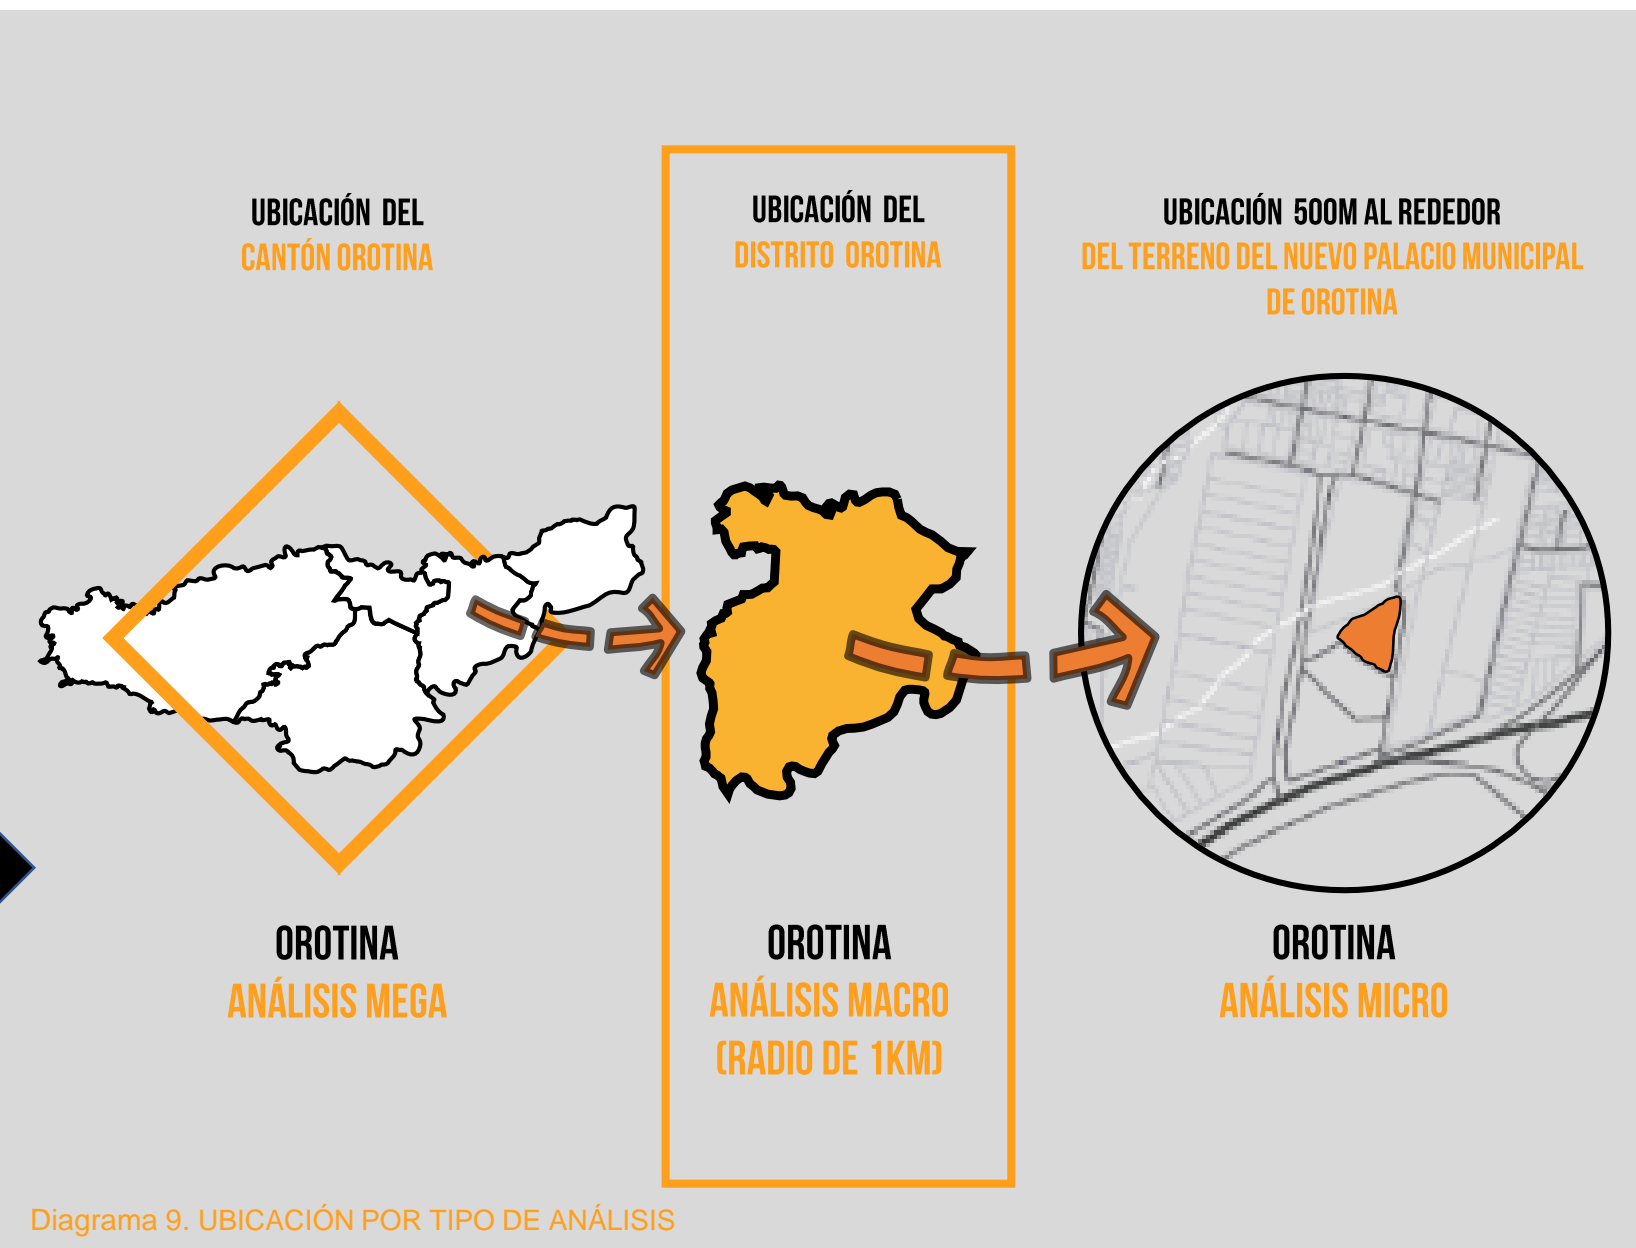 UBICACIÓN DEL
CANTÓN OROTINA
UBICACIÓN DEL
DISTRITO OROTINA
UBICACIÓN 500M AL REDEDOR
DEL TERRENO DEL NUEVO PALACIO MUNICIPAL
DE OROTINA
OROTINA
ANÁLISIS MEGA
OROTINA
ANÁLISIS MACRO
(RADIO DE 1KM)
OROTINA
ANÁLISIS MICRO
Diagrama 9. UBICACIÓN POR TIPO DE ANÁLISIS